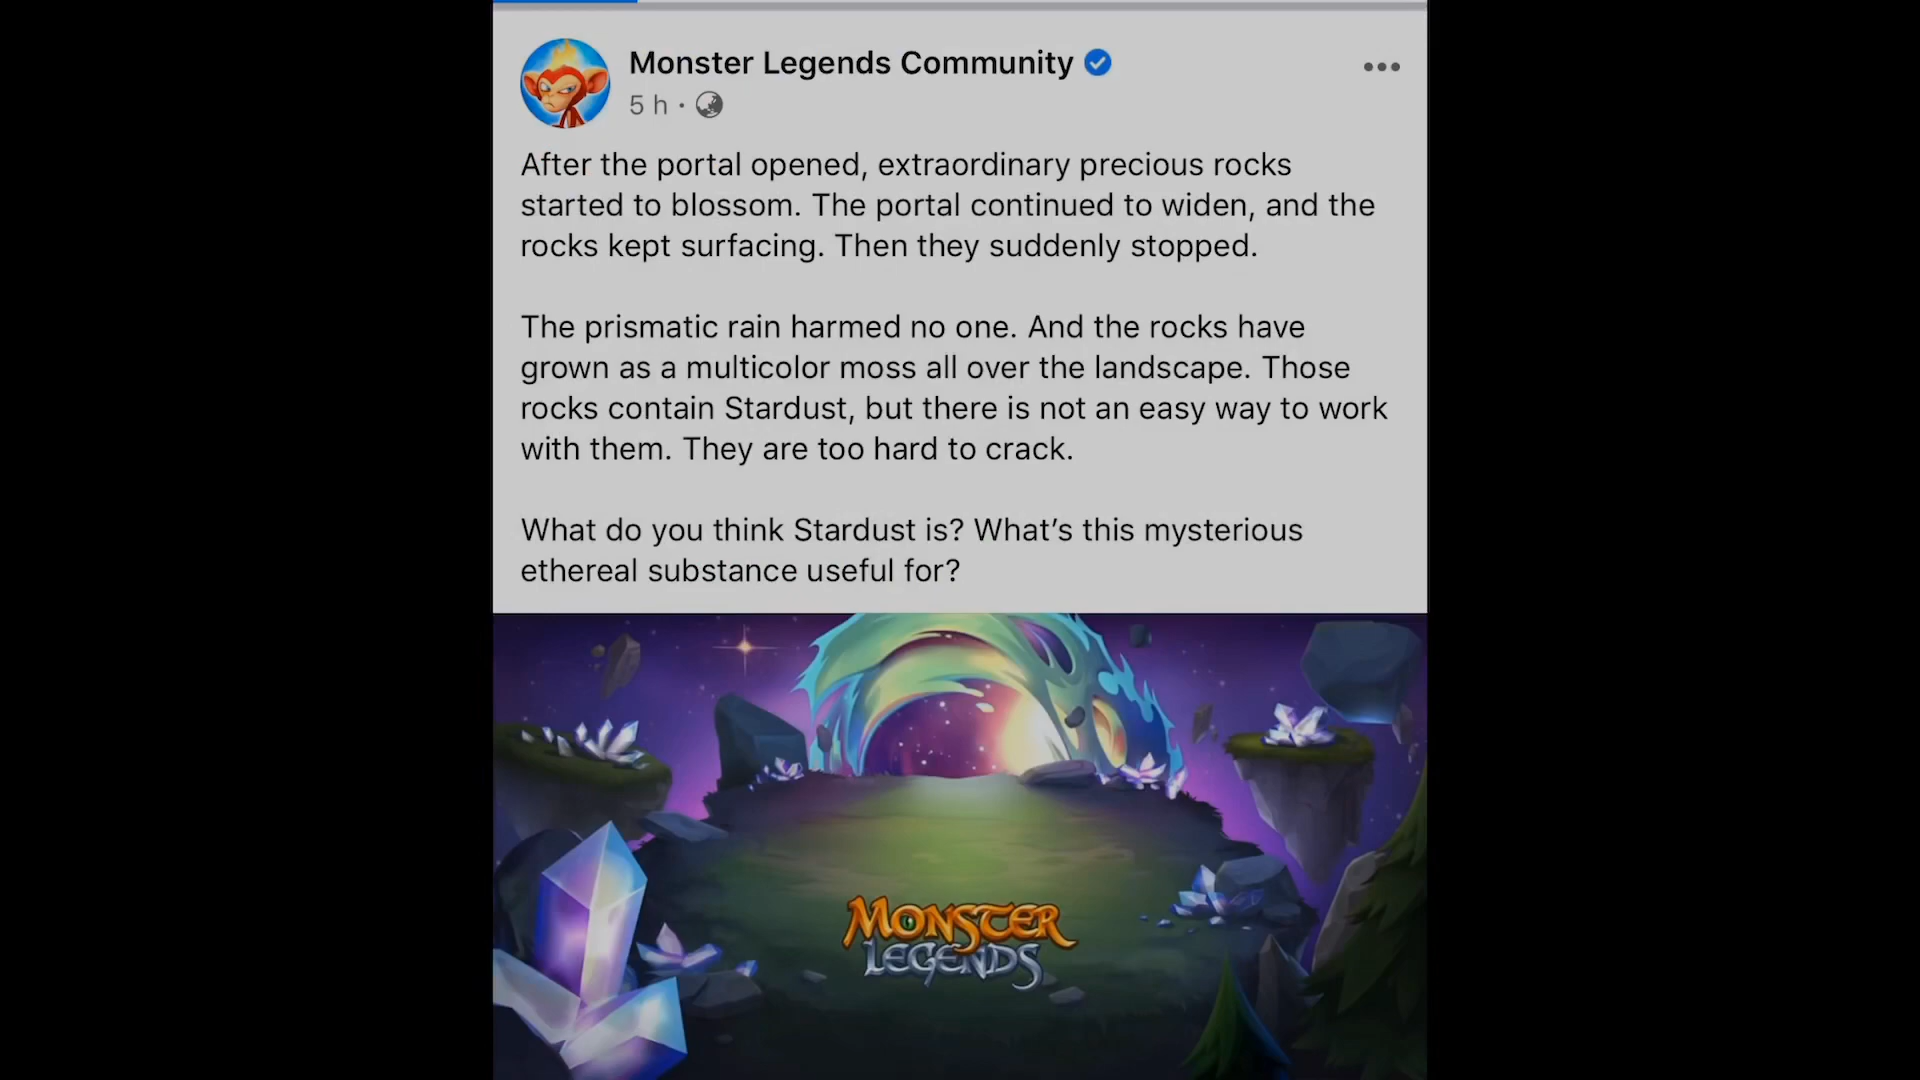 Monster Legends Community
5 h ·
After the portal opened, extraordinary precious rocks
started to blossom. The portal continued to widen, and the
rocks kept surfacing. Then they suddenly stopped.
The prismatic rain harmed no one. And the rocks have
grown as a multicolor moss all over the landscape. Those
rocks contain Stardust, but there is not an easy way to work
with them. They are too hard to crack.
What do you think Stardust is? What’s this mysterious
ethereal substance useful for?
MONSTER
LEGENDS